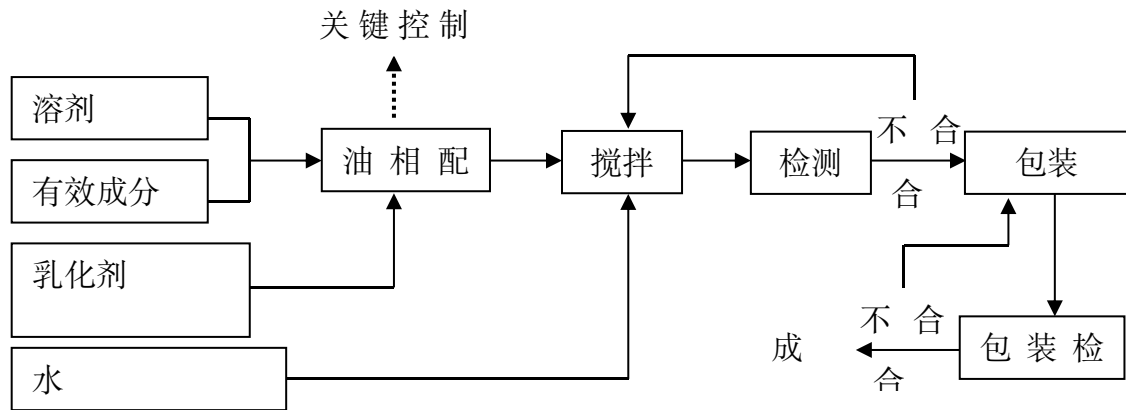 关键控制
溶剂
有效成分
乳化剂
水
油相配
搅拌
检测
不合
合
包装
不合
成
合
包装检